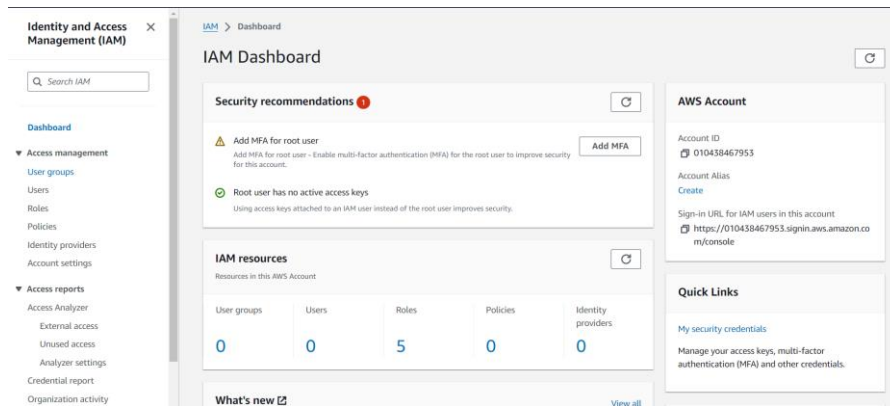 Identity and Access
Management (IAM)
Search IAM
Dashboard
Access management
User groups
Users
Roles
Policies
Identity providers
Account settings
Access reports
Access Analyzer
External access
Unused access
Analyzer settings
Credential report
Organization activity
IAM > Dashboard
IAM Dashboard
Security recommendations 1
Add MFA for root user
Add MFA for root user - Enable multi-factor authentication (MFA) for the root user to improve security
for this account.
Add MFA
Root user has no active access keys
Using access keys attached to an IAM user instead of the root user improves security.
IAM resources
Resources in this AWS Account
User groups Users Roles Policies Identity
providers
0 0 5 0 0
What's new
View all
AWS Account
Account ID
010438467953
Account Alias
Create
Sign-in URL for IAM users in this account
https://010438467953.signin.aws.amazon.co
m/console
Quick Links
My security credentials
Manage your access keys, multi-factor
authentication (MFA) and other credentials.